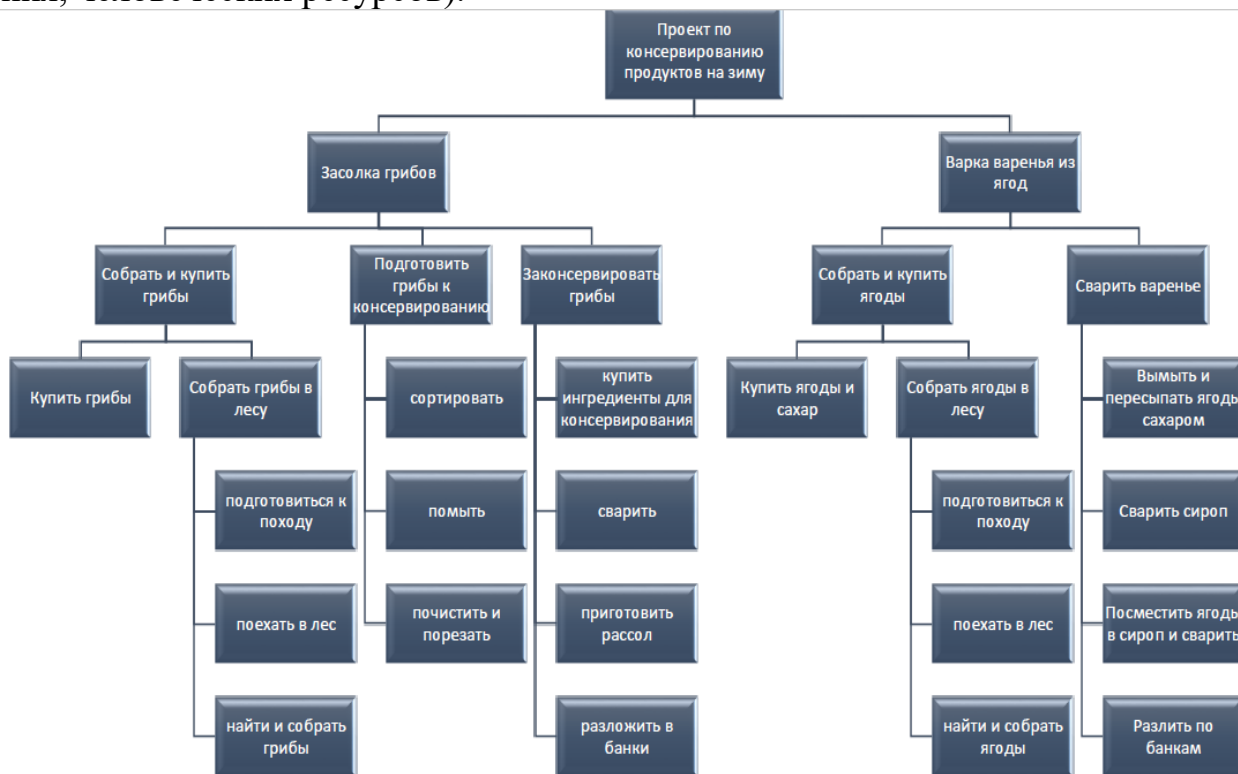 человеческих ресурсов).
Проект по
консервированию
продуктов на зиму
Засолка грибов
Варка варенья из
ягод
Собрать и купить
грибы
Подготовить
грибы к
консервированию
Законсервировать
грибы
Собрать и купить
ягоды
Сварить варенье
Купить грибы
Собрать грибы в
лесу
сортировать
купить
ингредиенты для
консервирования
Купить ягоды и
сахар
Собрать ягоды в
лесу
Вымыть и
пересыпать ягоды
сахаром
подготовиться к
походу
помыть
сварить
подготовиться к
походу
Сварить сироп
поехать в лес
почистить и
порезать
приготовить
рассол
поехать в лес
Посместить ягоды
в сироп и сварить
найти и собрать
грибы
разложить в
банки
найти и собрать
ягоды
Разлить по
банкам